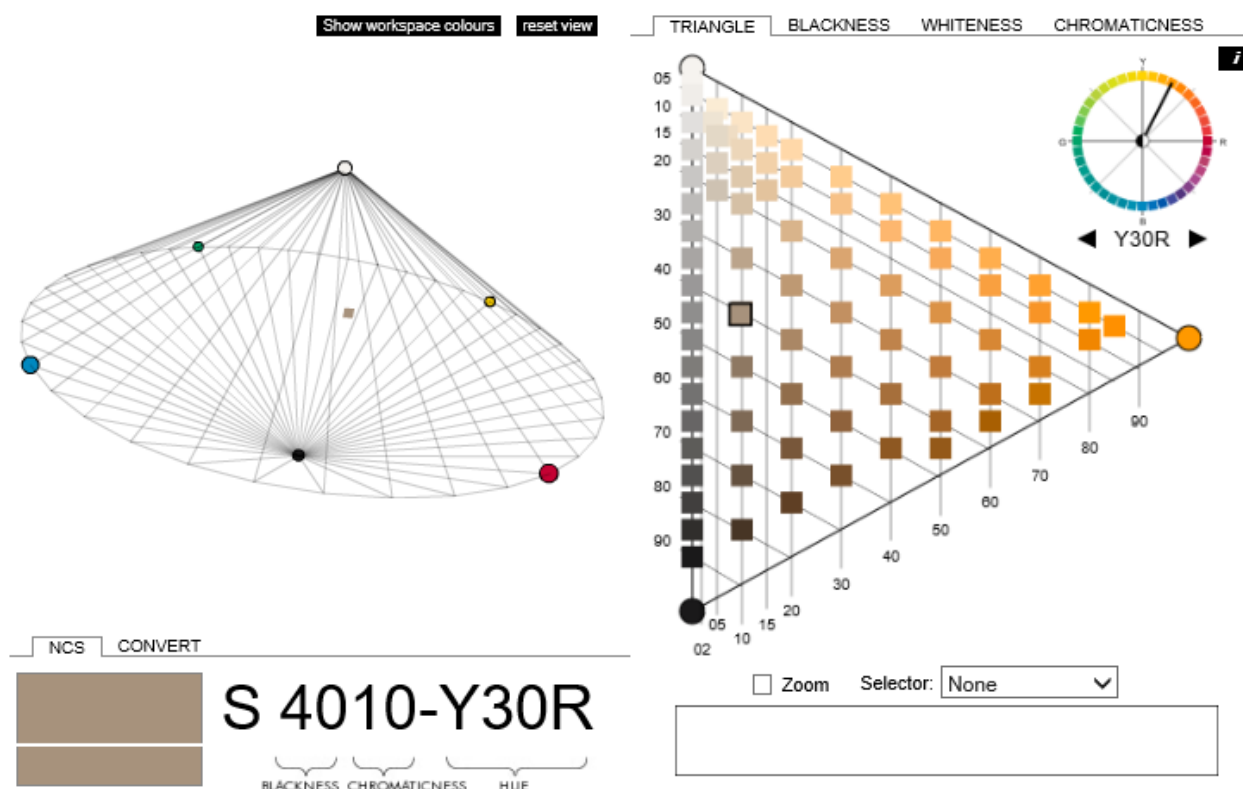 Show workspace colours reset view
TRIANGLE BLACKNESS WHITENESS CHROMATICNESS
i
05
10
15
20
30
40
50
60
70
80
90
Y
G
R
B
Y30R
90
80
70
60
50
40
30
20
15
10
05
02
NCS CONVERT
S 4010-Y30R
BLACKNESS CHROMATICNESS HUE
Zoom Selector: None